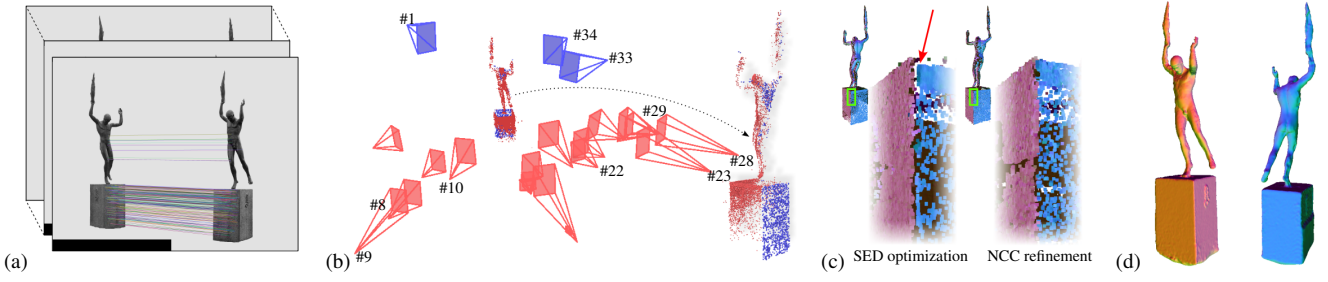 (a)
(b)
#1
#34
#33
#29
#28
#23
#22
#10
#8
#9
(c)
SED optimization
NCC refinement
(d)